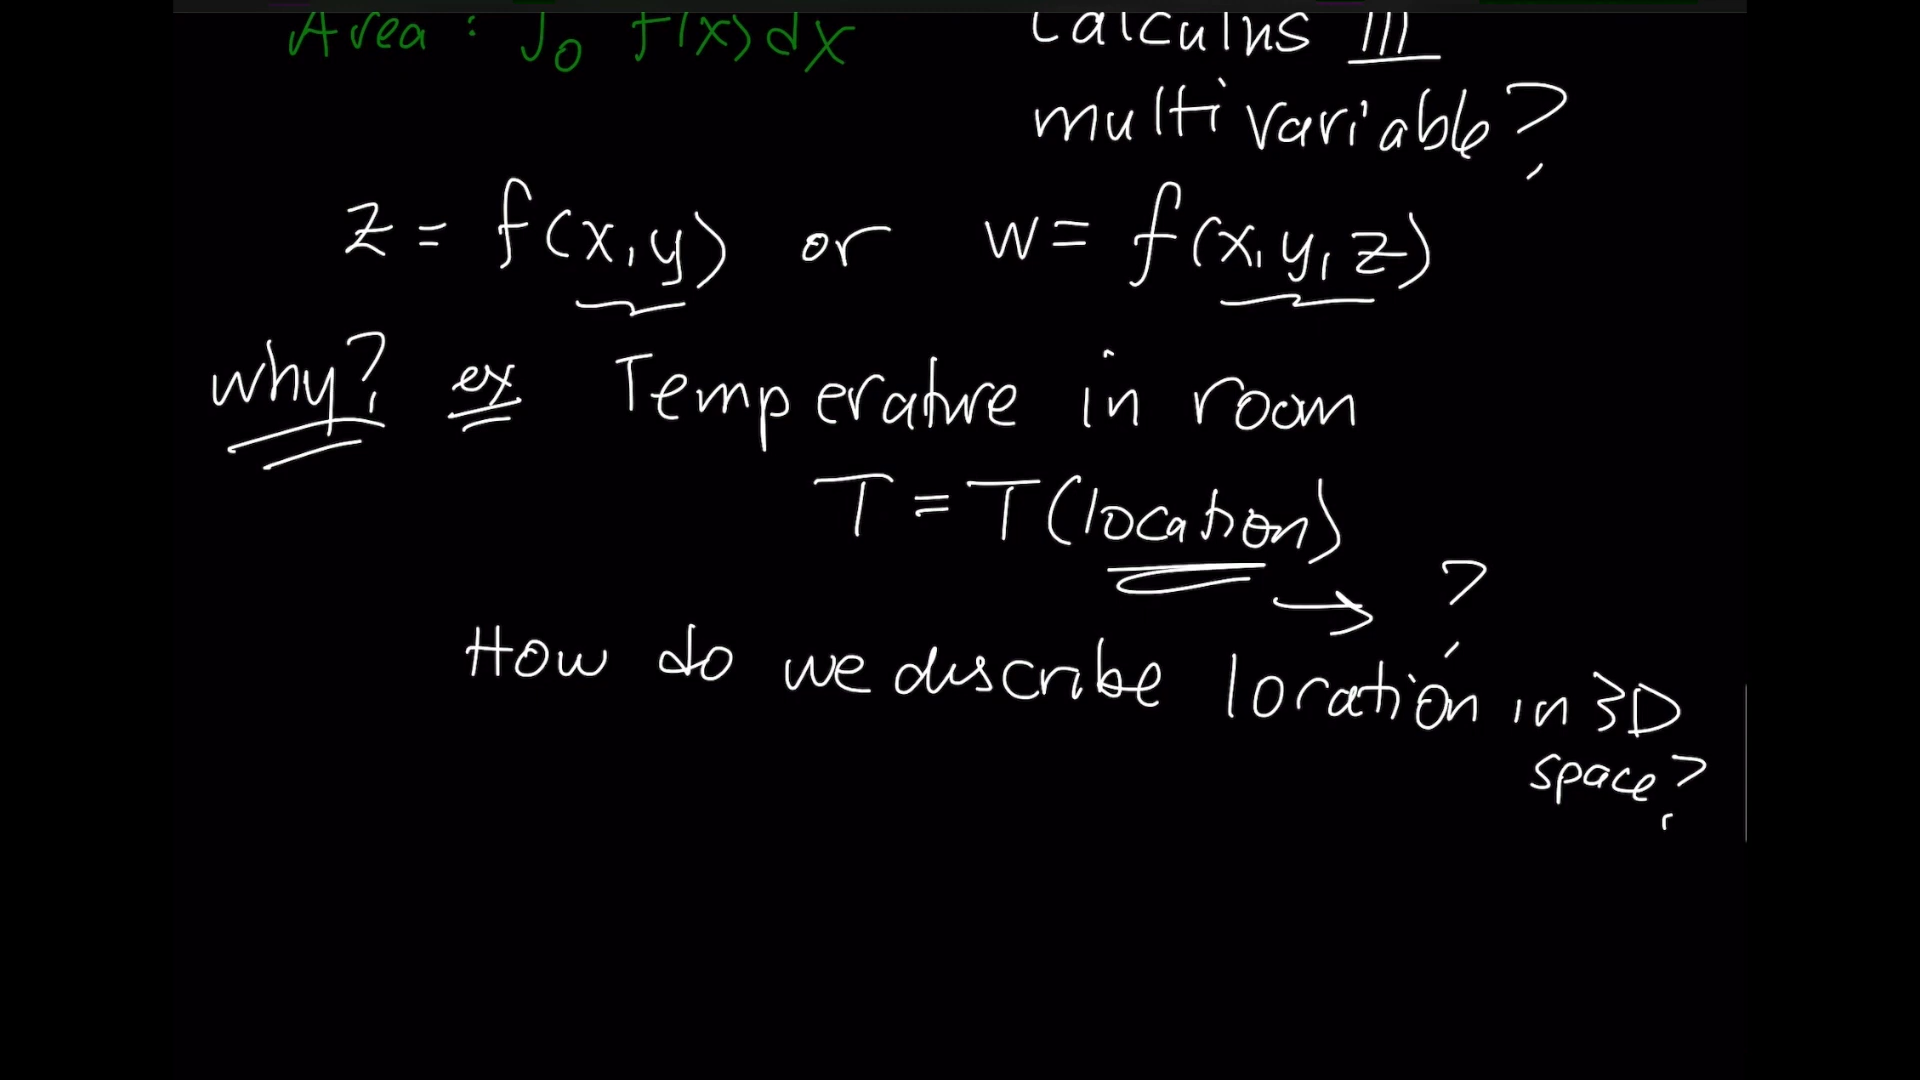 Area : ∫₀ f(x)dx
Calculus III
multivariable?
z = f(x,y) or w = f(x,y,z)
why? ex Temperature in room
T = T(location)
→ ?
How do we describe location in 3D
space?